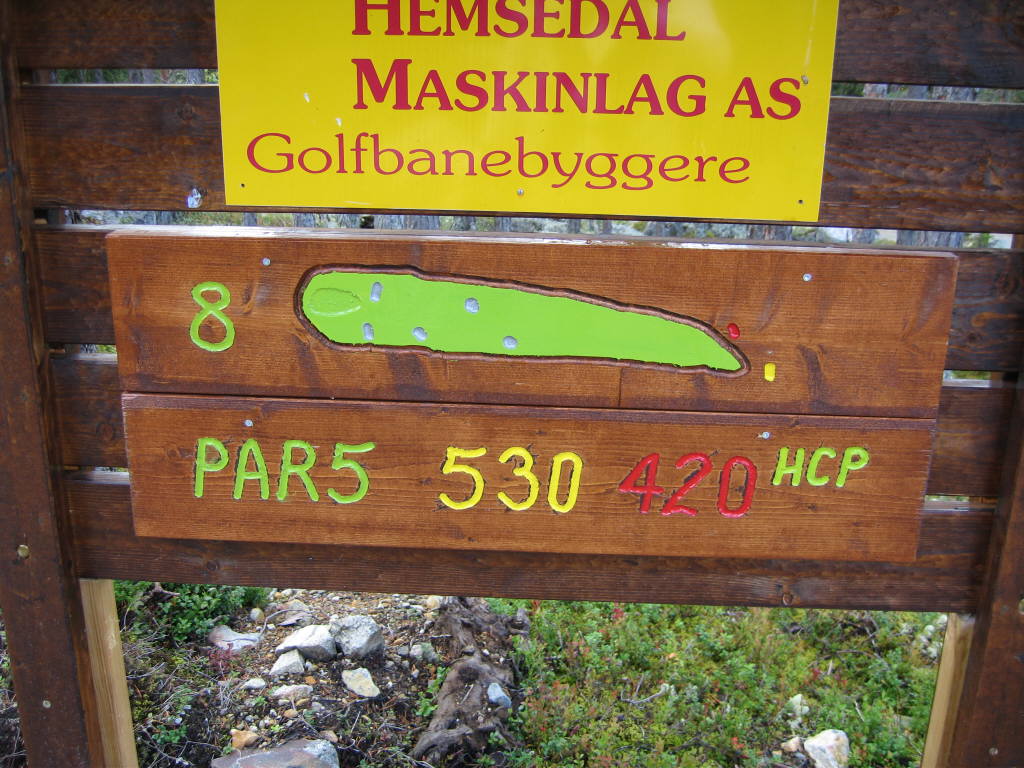 HEMSEDAL
MASKINLAG AS
Golfbanebyggere
8
PAR5 530 420 HCP